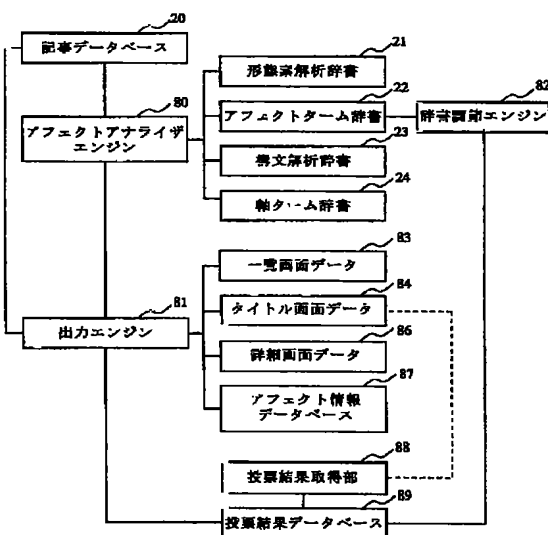 20
記事データベース
80
アフェクトアナライザ
エンジン
21
形態素解析辞書
22
アフェクトターム辞書
82
辞書調節エンジン
23
構文解析辞書
24
軸ターム辞書
83
一覧画面データ
84
タイトル画面データ
81
出力エンジン
86
詳細画面データ
87
アフェクト情報
データベース
88
投票結果取得部
89
投票結果データベース